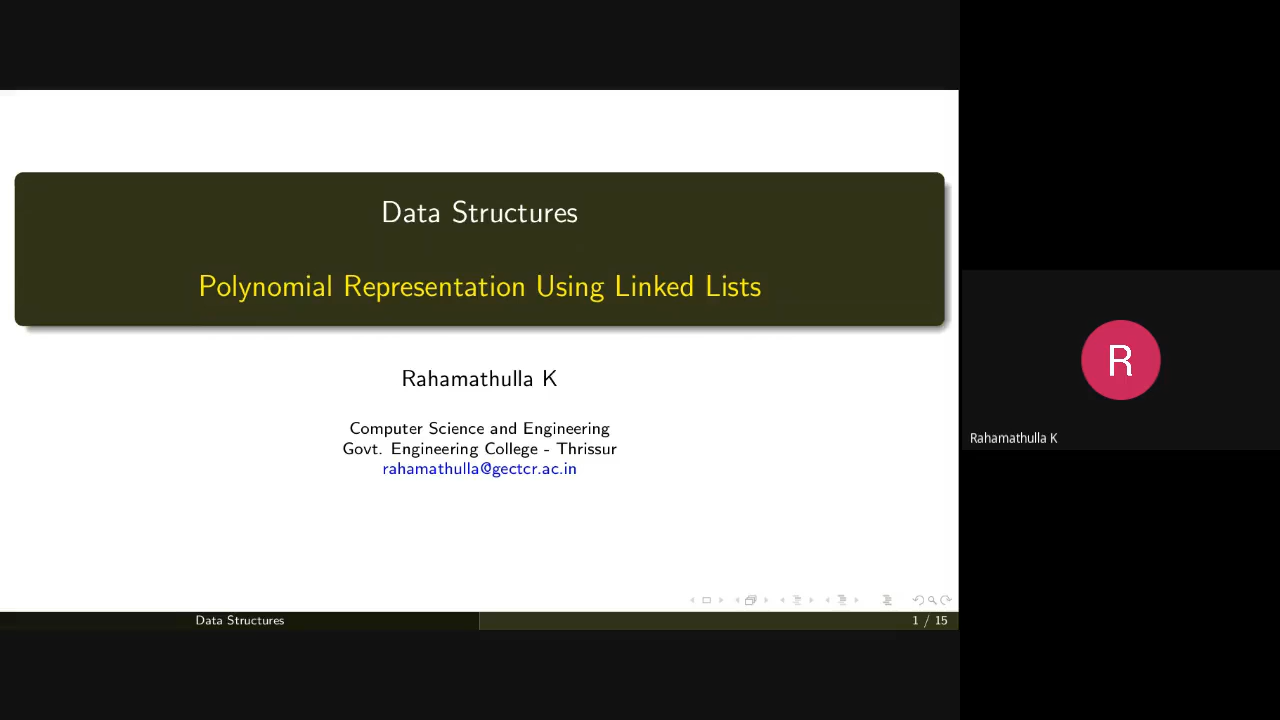 Data Structures
Polynomial Representation Using Linked Lists
Rahamathulla K
Computer Science and Engineering
Govt. Engineering College - Thrissur
rahamathulla@gectcr.ac.in
Data Structures
1 / 15
R
Rahamathulla K